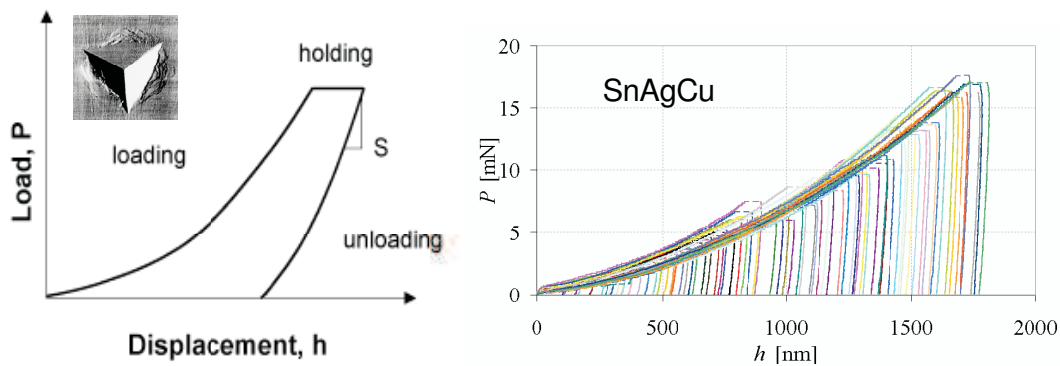 holding
loading
S
unloading
Load, P
Displacement, h
SnAgCu
20
15
10
5
0
P [mN]
0 500 1000 1500 2000
h [nm]